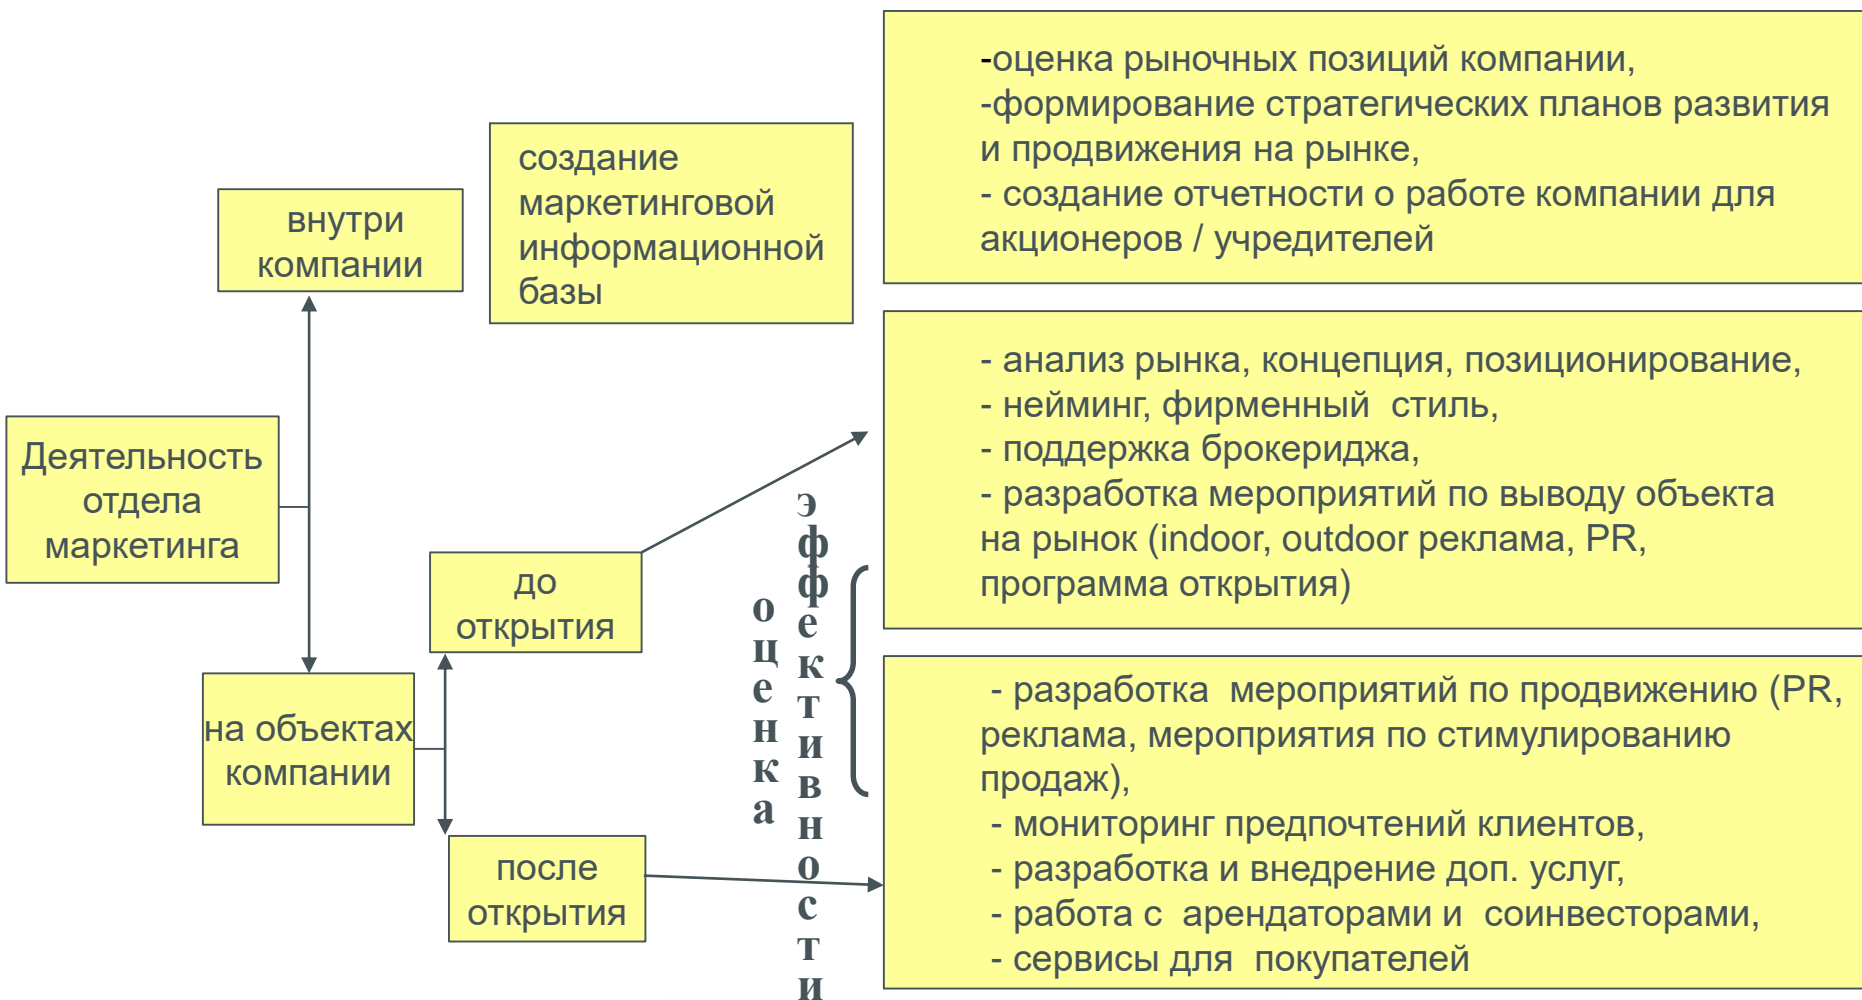 Деятельность
отдела
маркетинга
внутри
компании
создание
маркетинговой
информационной
базы
-оценка рыночных позиций компании,
-формирование стратегических планов развития
и продвижения на рынке,
- создание отчетности о работе компании для
акционеров / учредителей
на объектах
компании
до
открытия
- анализ рынка, концепция, позиционирование,
- нейминг, фирменный стиль,
- поддержка брокериджа,
- разработка мероприятий по выводу объекта
на рынок (indoor, outdoor реклама, PR,
программа открытия)
оценка
эффективности
после
открытия
- разработка мероприятий по продвижению (PR,
реклама, мероприятия по стимулированию
продаж),
- мониторинг предпочтений клиентов,
- разработка и внедрение доп. услуг,
- работа с арендаторами и соинвесторами,
- сервисы для покупателей